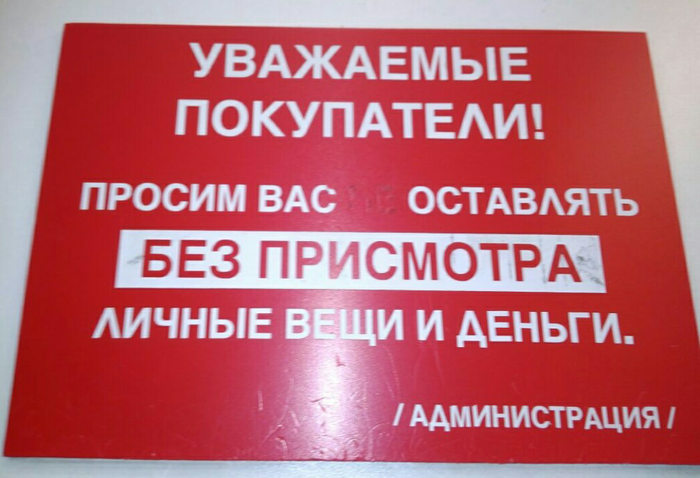 УВАЖАЕМЫЕ
ПОКУПАТЕЛИ!
ПРОСИМ ВАС ОСТАВЛЯТЬ
БЕЗ ПРИСМОТРА
ЛИЧНЫЕ ВЕЩИ И ДЕНЬГИ.
/ АДМИНИСТРАЦИЯ /